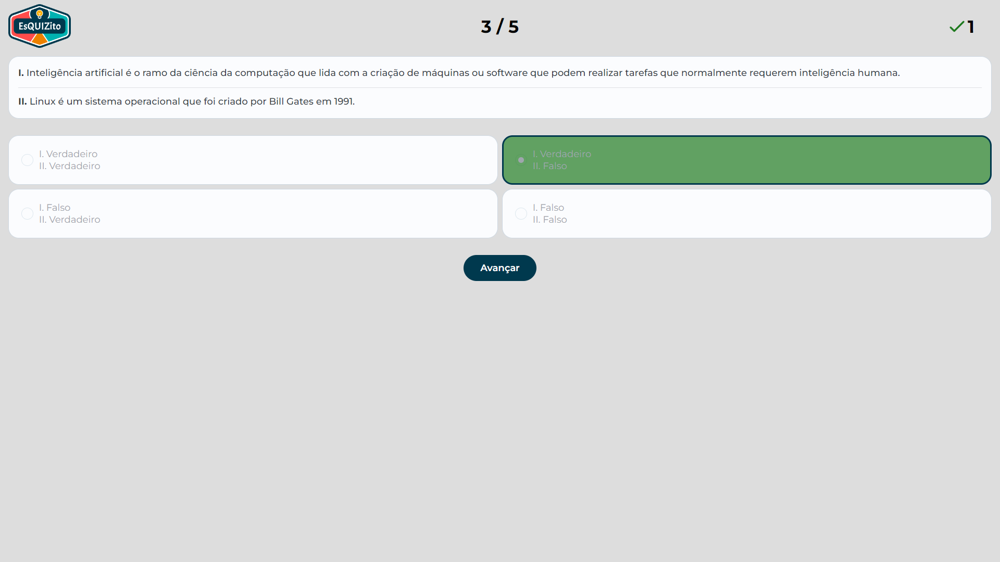 EsQUIZito
3 / 5
1
I. Inteligência artificial é o ramo da ciência da computação que lida com a criação de máquinas ou software que podem realizar tarefas que normalmente requerem inteligência humana.
II. Linux é um sistema operacional que foi criado por Bill Gates em 1991.
I. Verdadeiro
II. Verdadeiro
I. Verdadeiro
II. Falso
I. Falso
II. Verdadeiro
I. Falso
II. Falso
Avançar